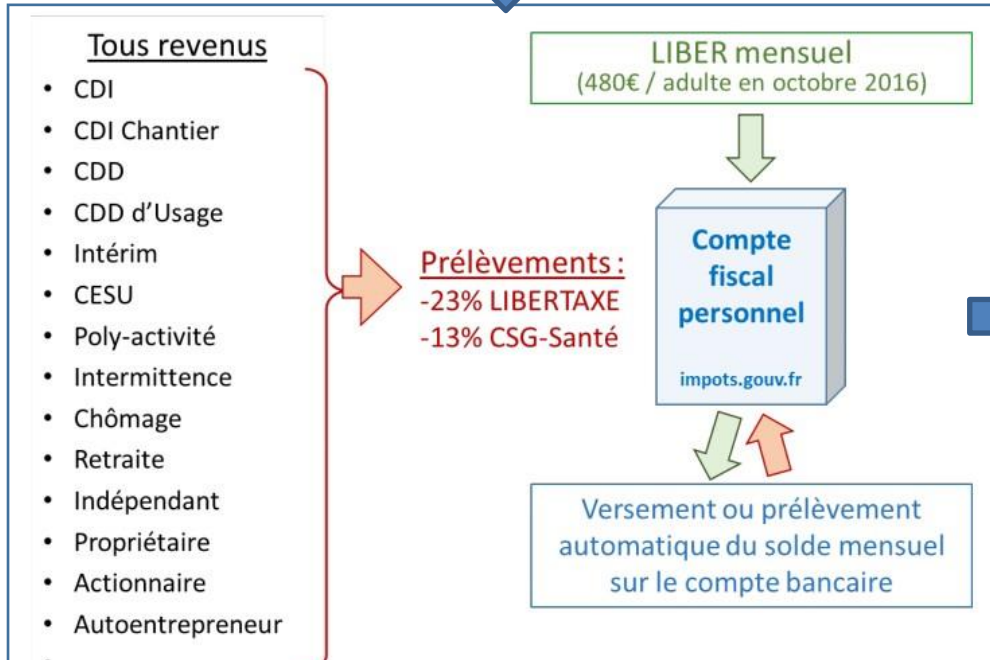 Tous revenus
• CDI
• CDI Chantier
• CDD
• CDD d'Usage
• Intérim
• CESU
• Poly-activité
• Intermittence
• Chômage
• Retraite
• Indépendant
• Propriétaire
• Actionnaire
• Autoentrepreneur
Prélèvements :
-23% LIBERTAXE
-13% CSG-Santé
LIBER mensuel
(480€ / adulte en octobre 2016)
Compte
fiscal
personnel
impots.gouv.fr
Versement ou prélèvement
automatique du solde mensuel
sur le compte bancaire